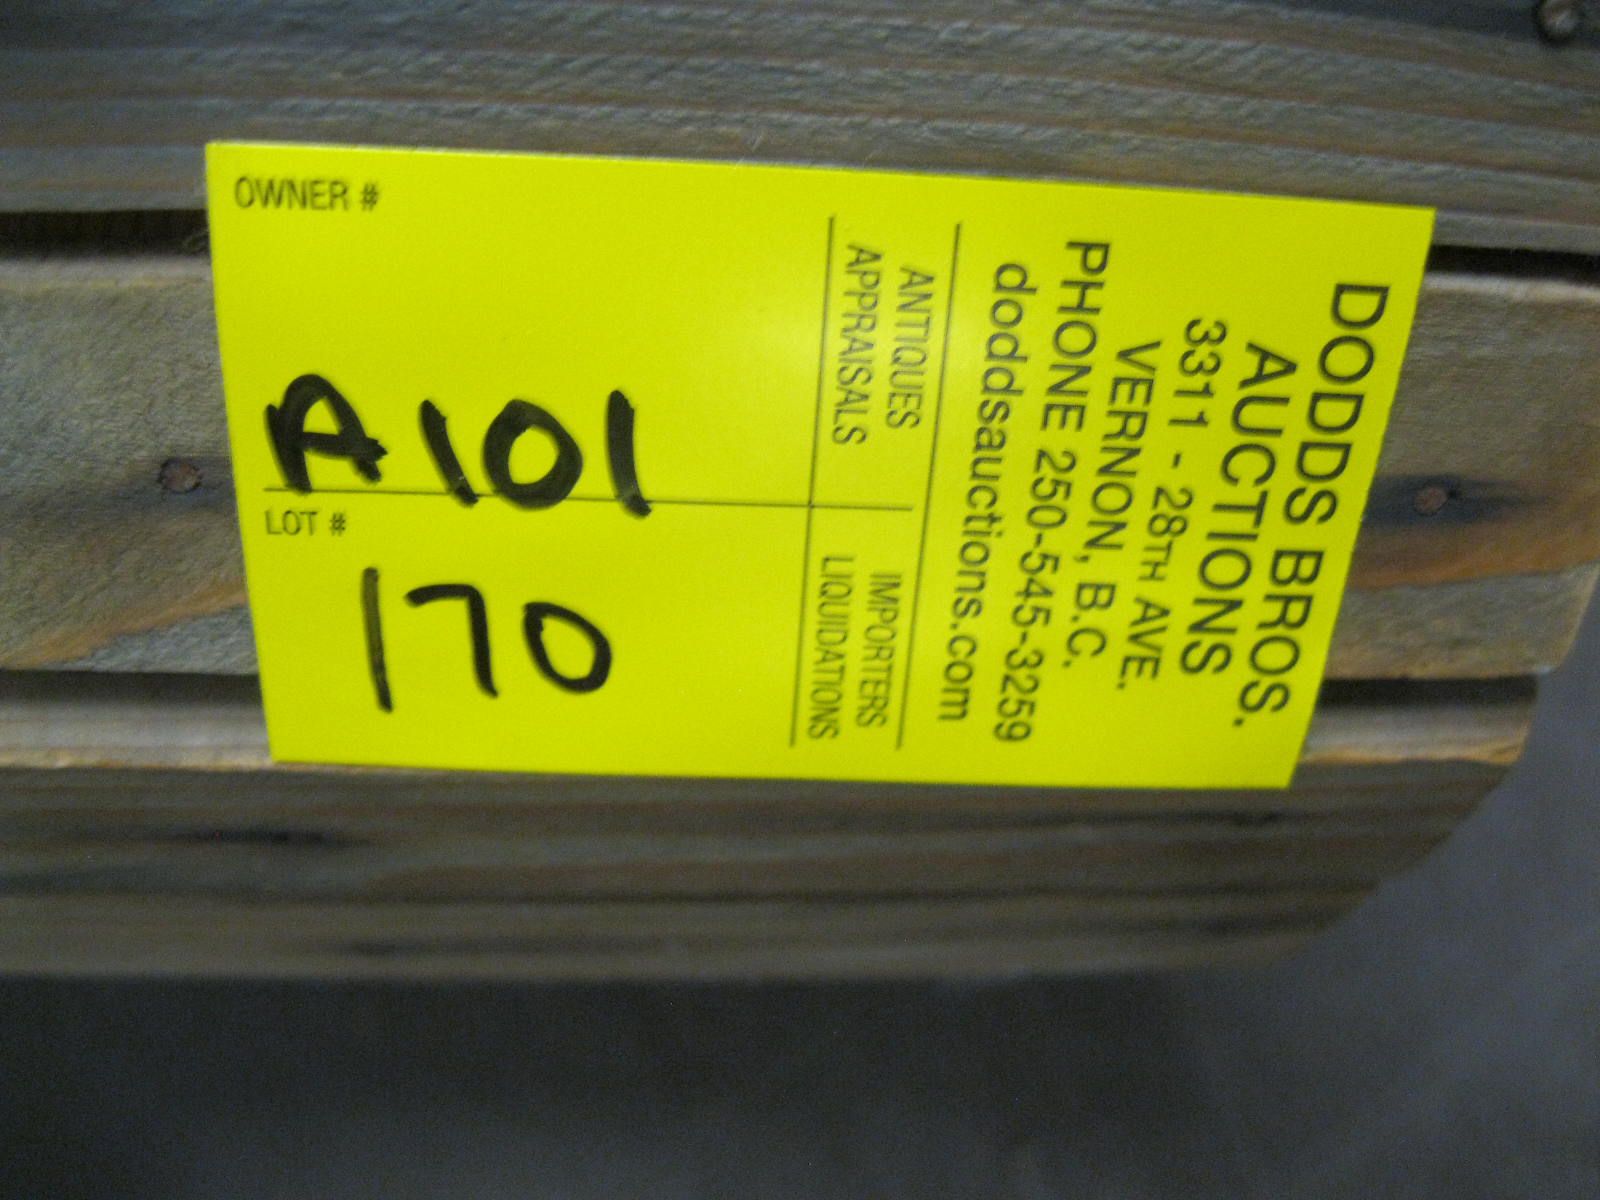 DODDS BROS.
AUCTIONS
3311 - 28TH AVE.
VERNON, B.C.
PHONE 250-545-3259
doddsauctions.com
ANTIQUES
APPRAISALS
IMPORTERS
LIQUIDATIONS
OWNER #
A101
LOT #
170